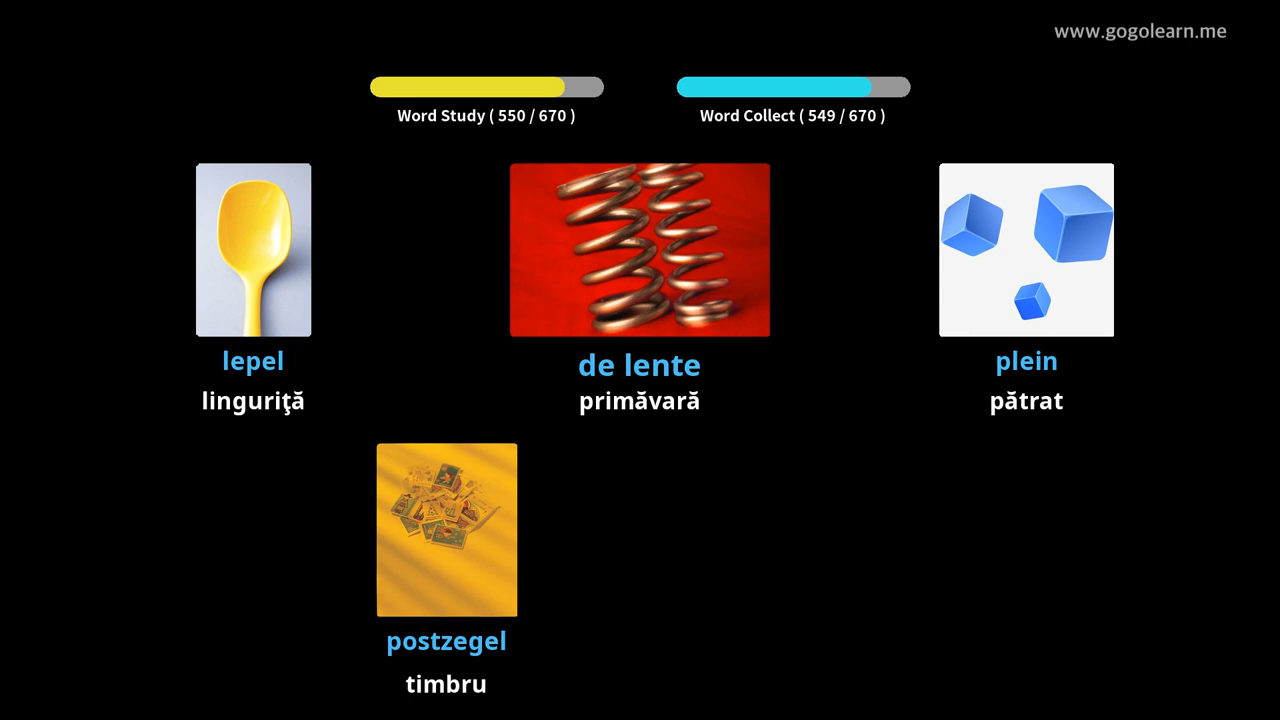 www.gogolearn.me
Word Study ( 550 / 670 )
Word Collect ( 549 / 670 )
lepel
de lente
plein
linguriţă
primăvară
pătrat
postzegel
timbru